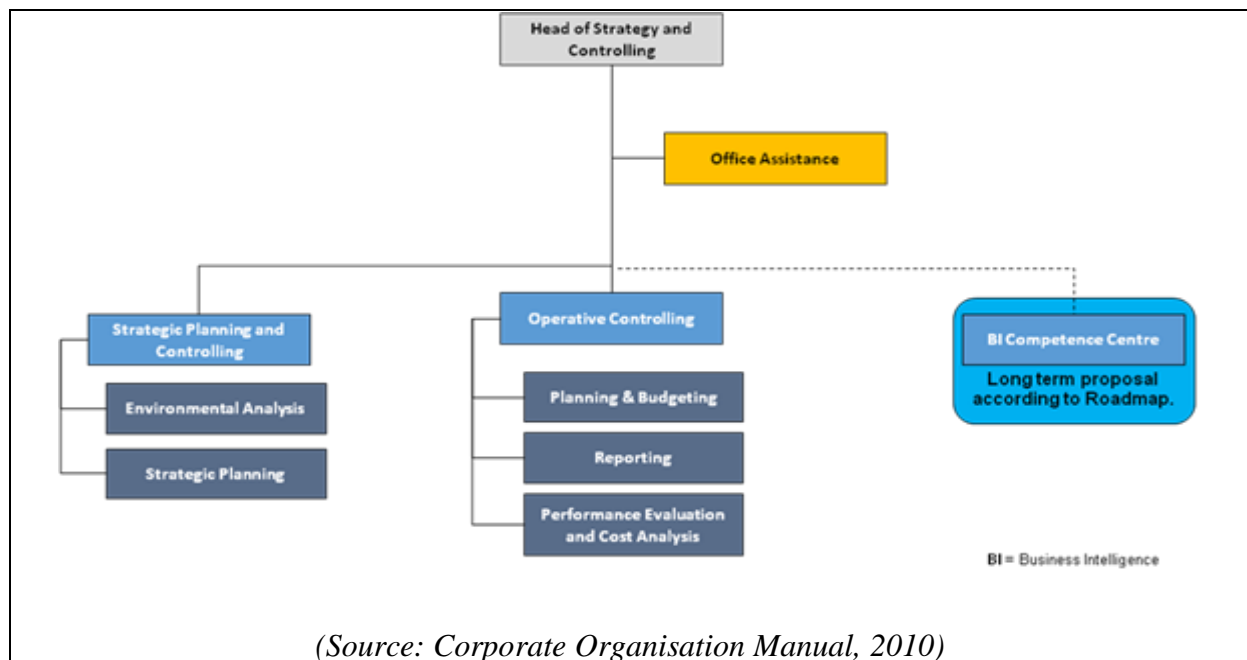 Head of Strategy and
Controlling
Office Assistance
Strategic Planning and
Controlling
Environmental Analysis
Strategic Planning
Operative Controlling
Planning & Budgeting
Reporting
Performance Evaluation
and Cost Analysis
BI Competence Centre
Long term proposal
according to Roadmap.
BI = Business Intelligence
(Source: Corporate Organisation Manual, 2010)